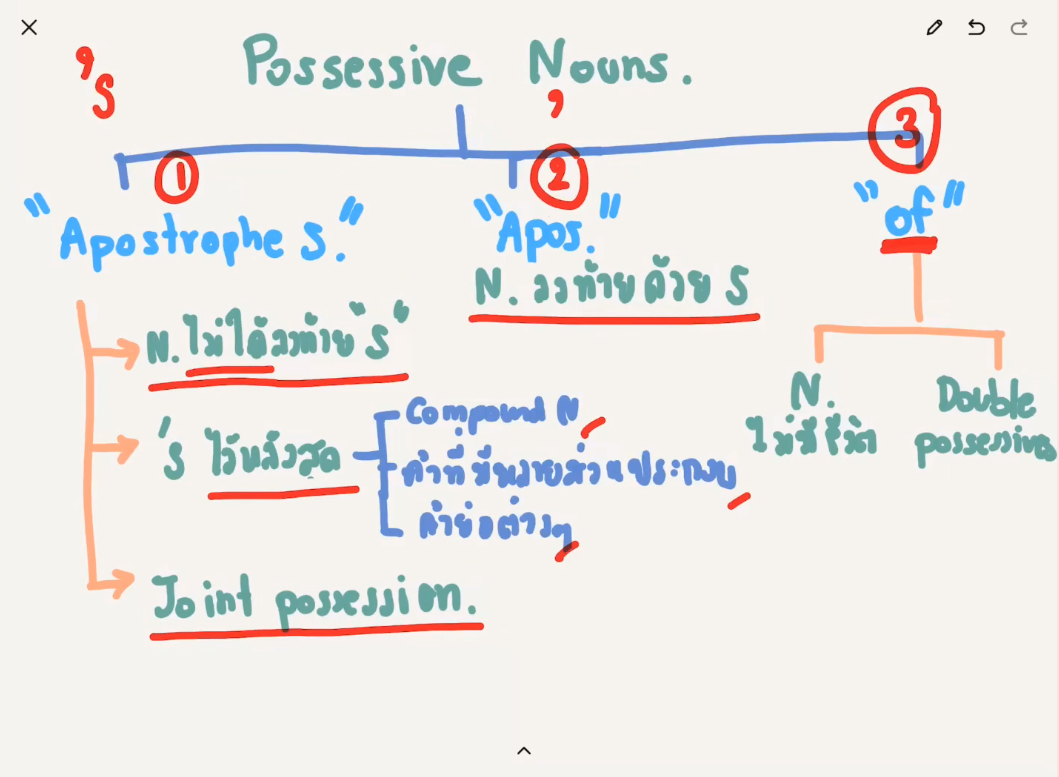 's
Possessive Nouns.
,
①
②
③
"Apostrophe s."
"Apos."
"of"
N. ลงท้ายด้วย S
N. ไม่ได้ลงท้าย "s"
's ไว้หลังสุด
Compound N
คำที่มีหลายส่วนประกอบ
คำย่อต่างๆ
Joint possession.
N.
ไม่มีชีวิต
Double
possessive